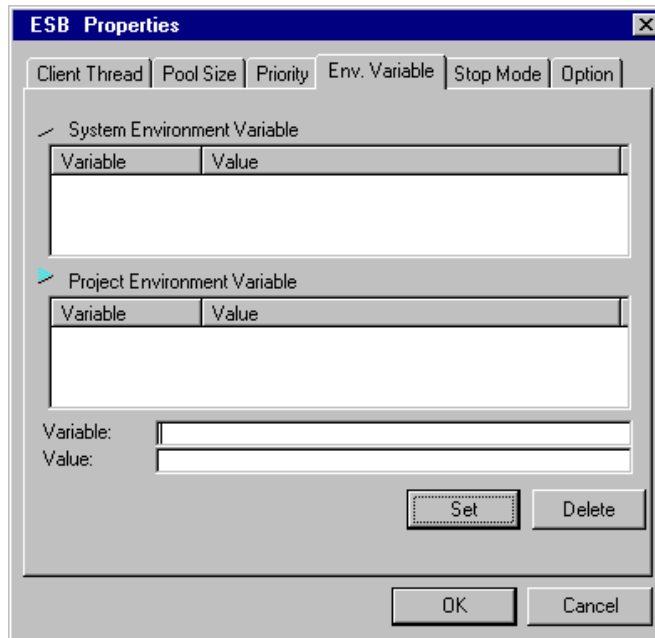 ESB Properties
Client Thread Pool Size Priority Env. Variable Stop Mode Option
System Environment Variable
Variable Value
Project Environment Variable
Variable Value
Variable:
Value:
Set Delete
OK Cancel